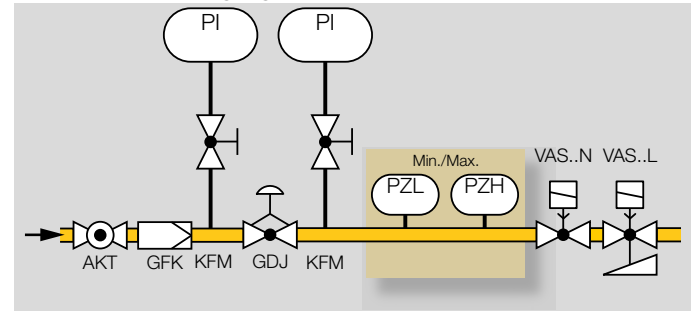 PI PI
Min./Max. VAS..N VAS..L
PZL PZH
AKT GFK KFM GDJ KFM